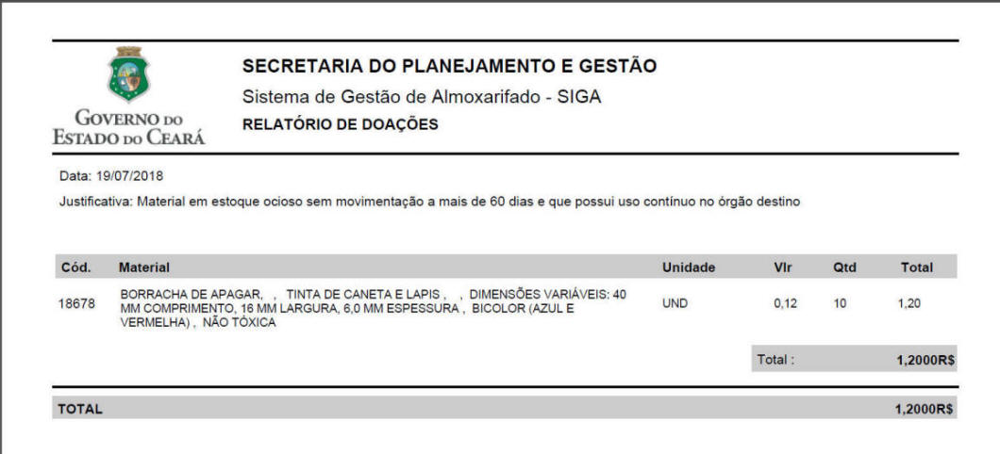 GOVERNO DO
ESTADO DO CEARÁ
SECRETARIA DO PLANEJAMENTO E GESTÃO
Sistema de Gestão de Almoxarifado - SIGA
RELATÓRIO DE DOAÇÕES
Data: 19/07/2018
Justificativa: Material em estoque ocioso sem movimentação a mais de 60 dias e que possui uso contínuo no órgão destino
Cód. Material Unidade Vlr Qtd Total
18678 BORRACHA DE APAGAR, , TINTA DE CANETA E LAPIS , , DIMENSÕES VARIÁVEIS: 40 UND 0,12 10 1,20
MM COMPRIMENTO, 16 MM LARGURA, 6,0 MM ESPESSURA , BICOLOR (AZUL E
VERMELHA) , NÃO TÓXICA
Total : 1,2000R$
TOTAL 1,2000R$